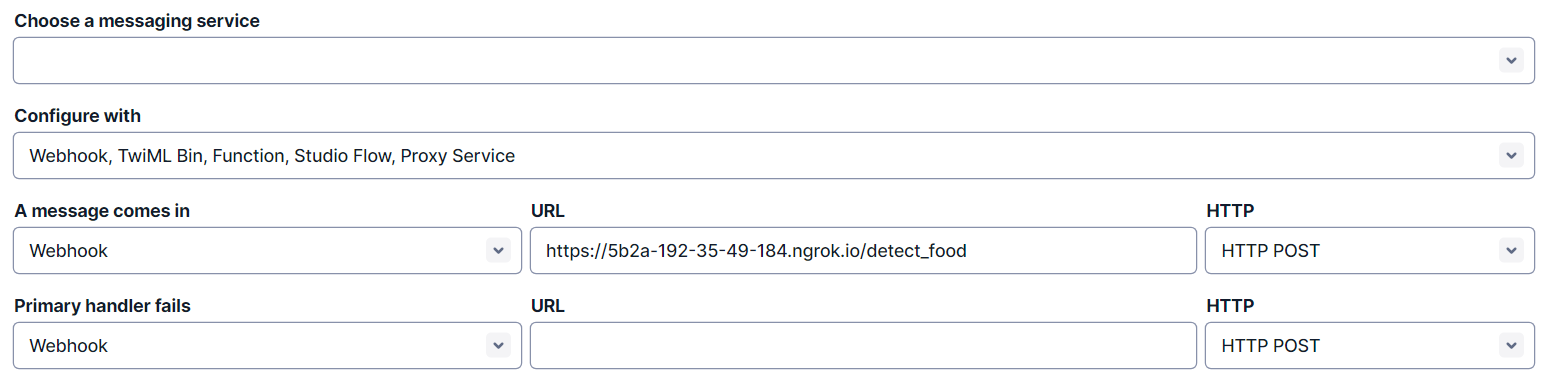 Choose a messaging service
Configure with
Webhook, TwiML Bin, Function, Studio Flow, Proxy Service
A message comes in URL HTTP
Webhook https://5b2a-192-35-49-184.ngrok.io/detect_food HTTP POST
Primary handler fails URL HTTP
Webhook HTTP POST